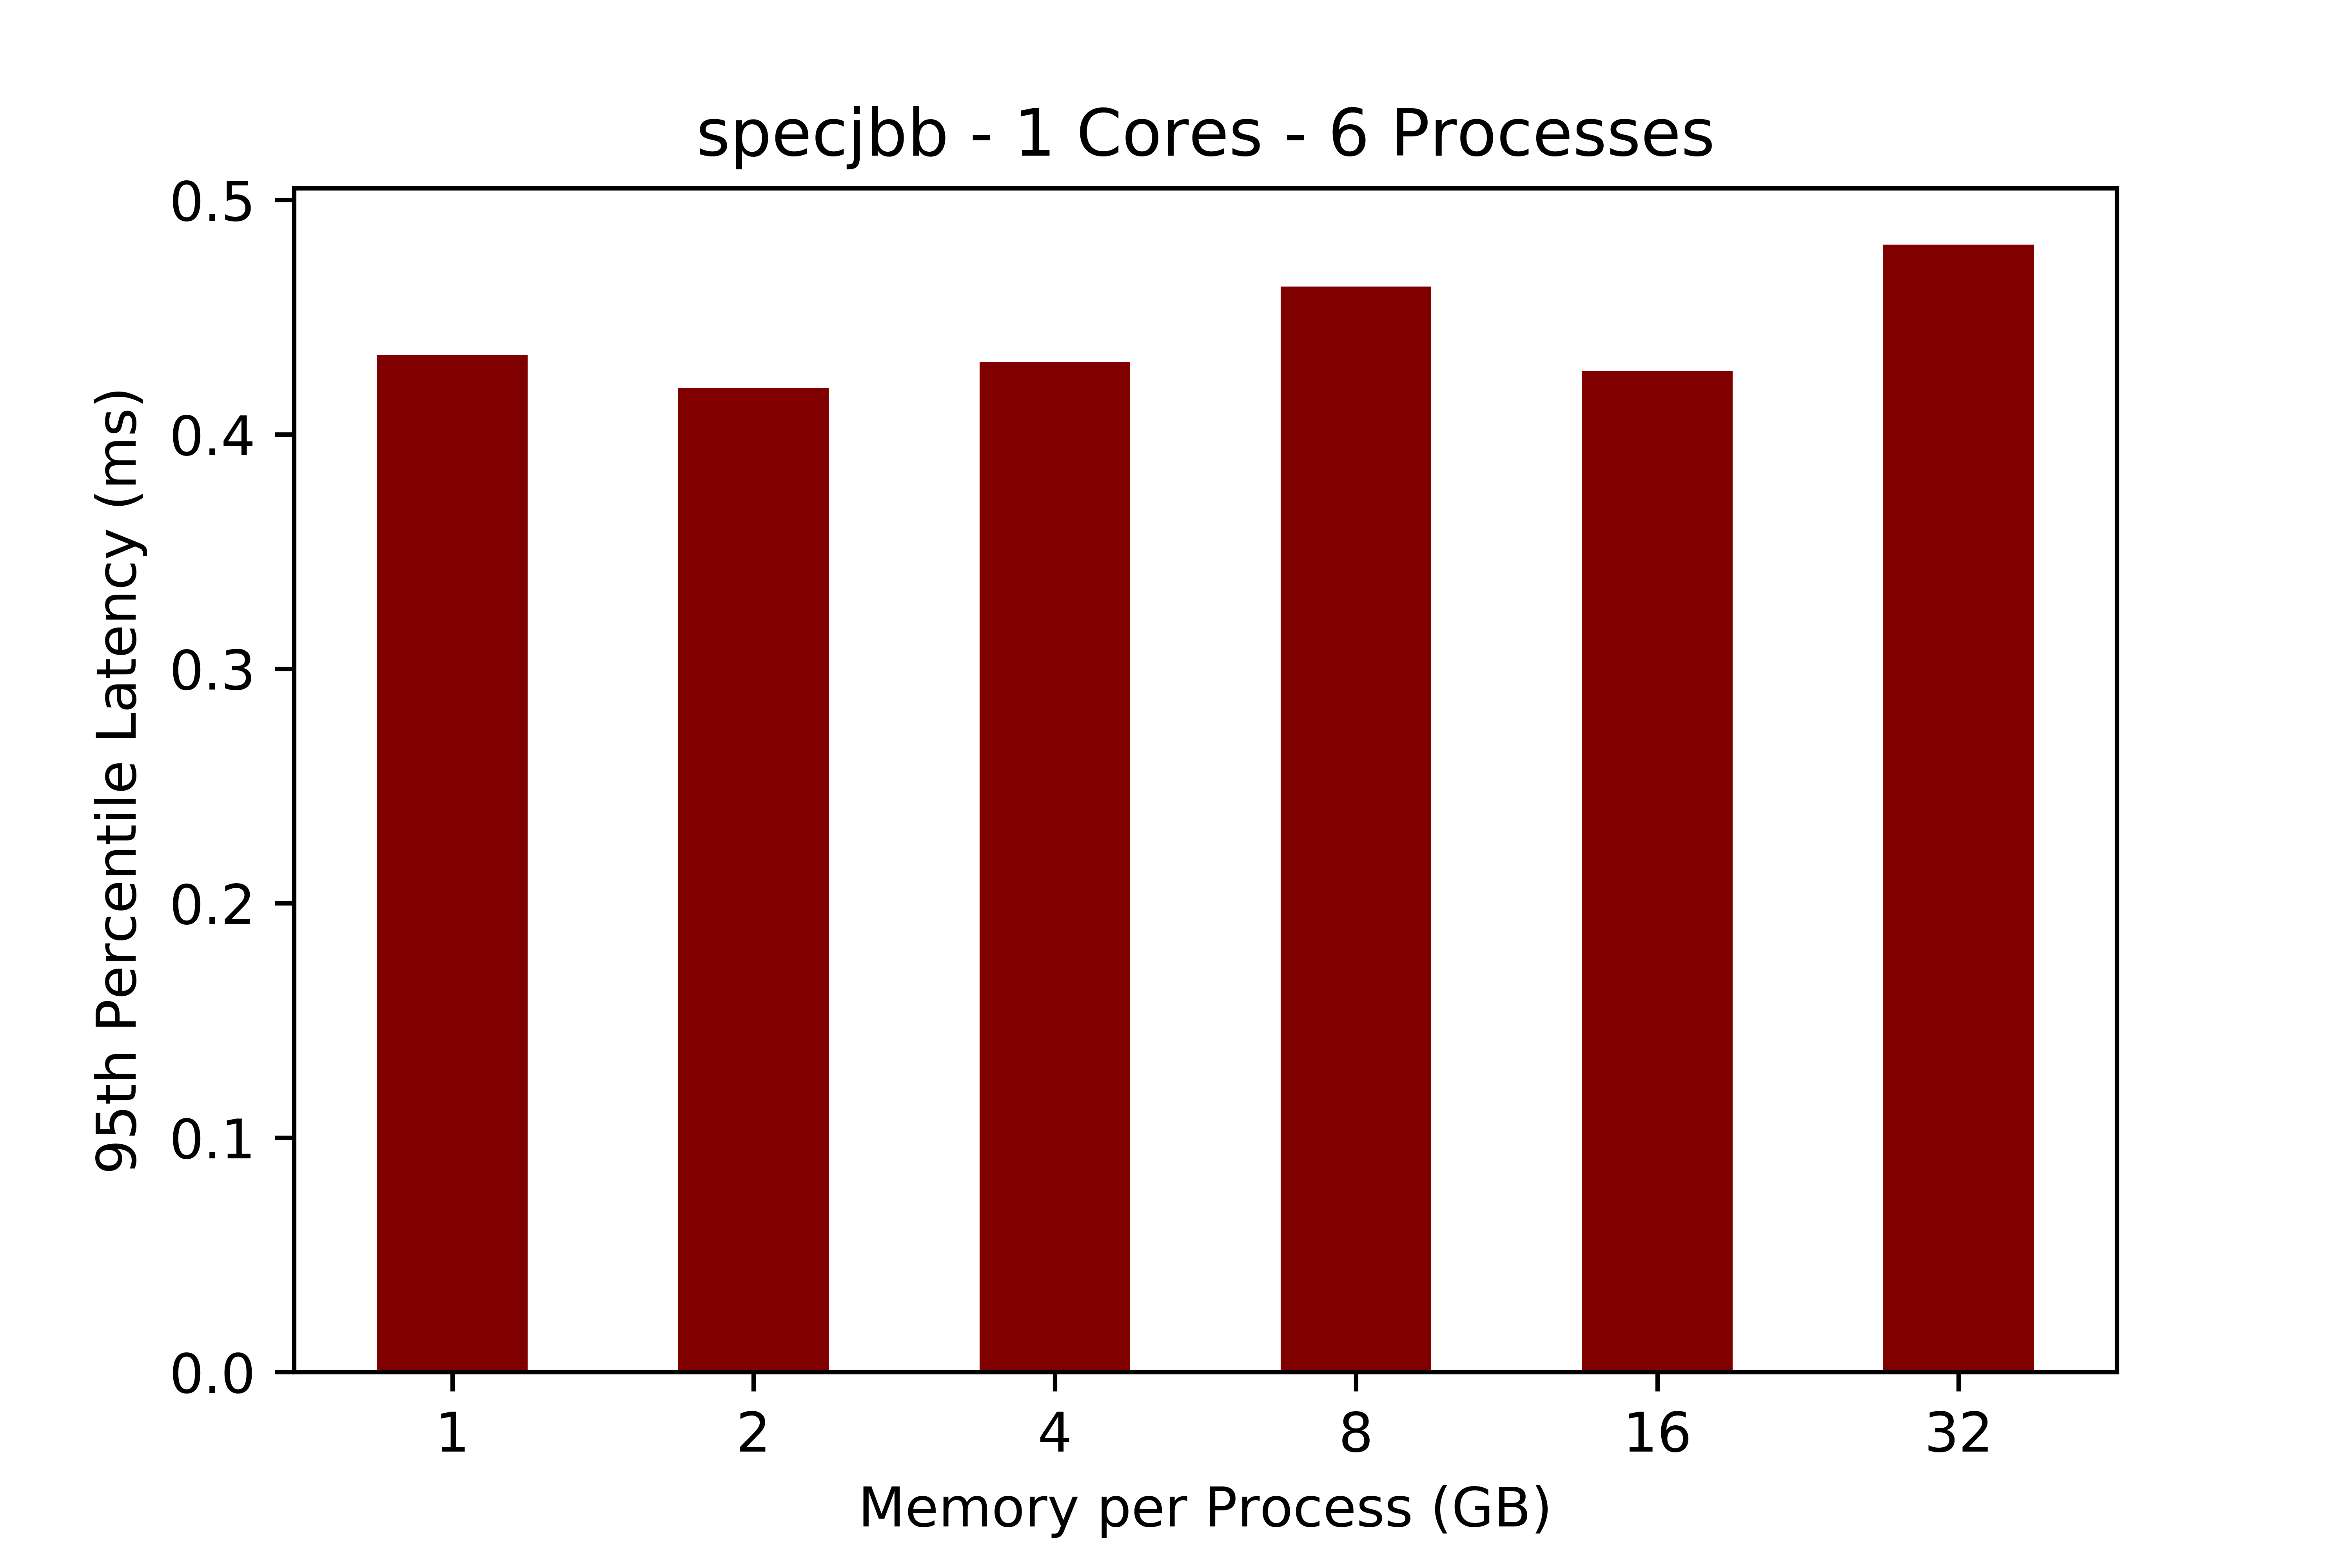 specjbb - 1 Cores - 6 Processes
0.5
0.4
0.3
0.2
0.1
0.0
95th Percentile Latency (ms)
1 2 4 8 16 32
Memory per Process (GB)